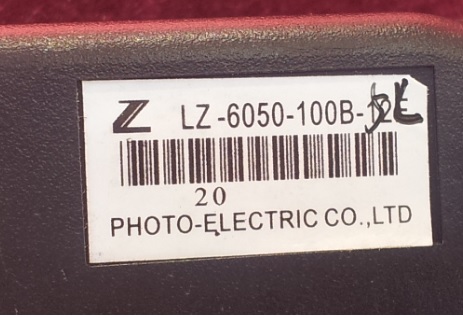 Z LZ-6050-100B-
20
PHOTO-ELECTRIC CO.,LTD